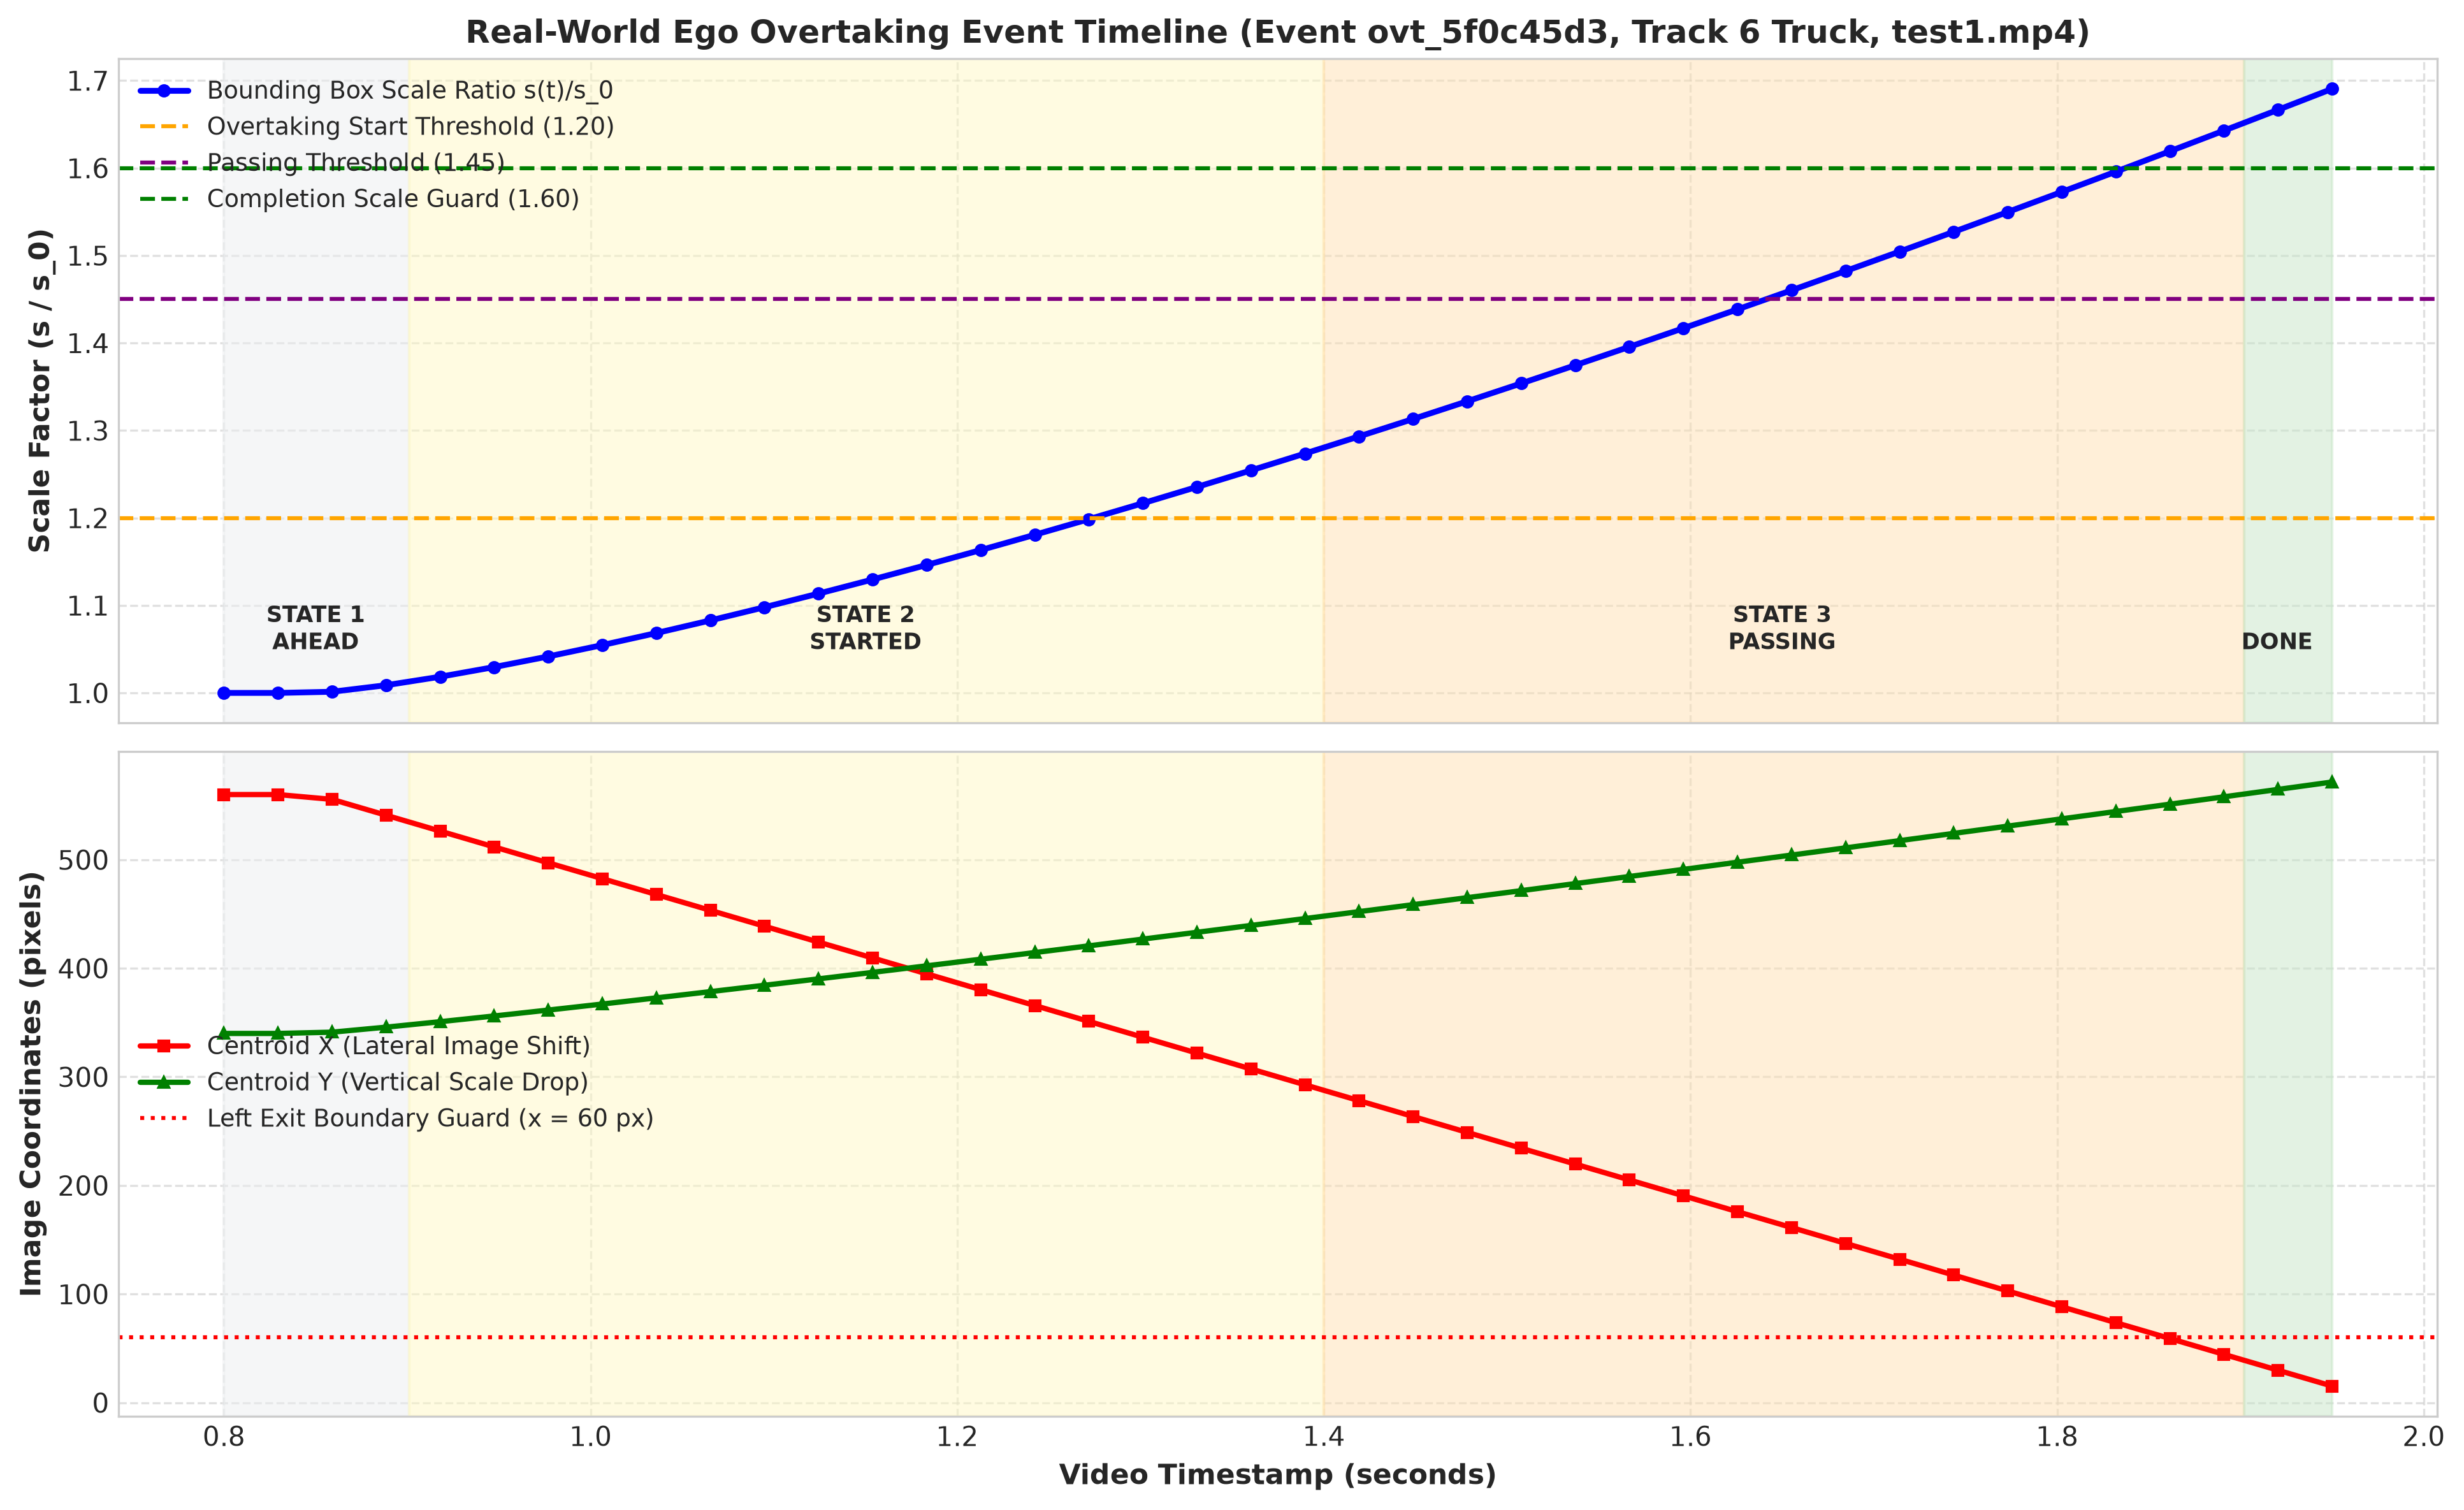 Real-World Ego Overtaking Event Timeline (Event ovt_5f0c45d3, Track 6 Truck, test1.mp4)
Scale Factor (s / s_0)
1.7
1.6
1.5
1.4
1.3
1.2
1.1
1.0
Bounding Box Scale Ratio s(t)/s_0
Overtaking Start Threshold (1.20)
Passing Threshold (1.45)
Completion Scale Guard (1.60)
STATE 1
AHEAD
STATE 2
STARTED
STATE 3
PASSING
DONE
Image Coordinates (pixels)
500
400
300
200
100
0
Centroid X (Lateral Image Shift)
Centroid Y (Vertical Scale Drop)
Left Exit Boundary Guard (x = 60 px)
0.8 1.0 1.2 1.4 1.6 1.8 2.0
Video Timestamp (seconds)